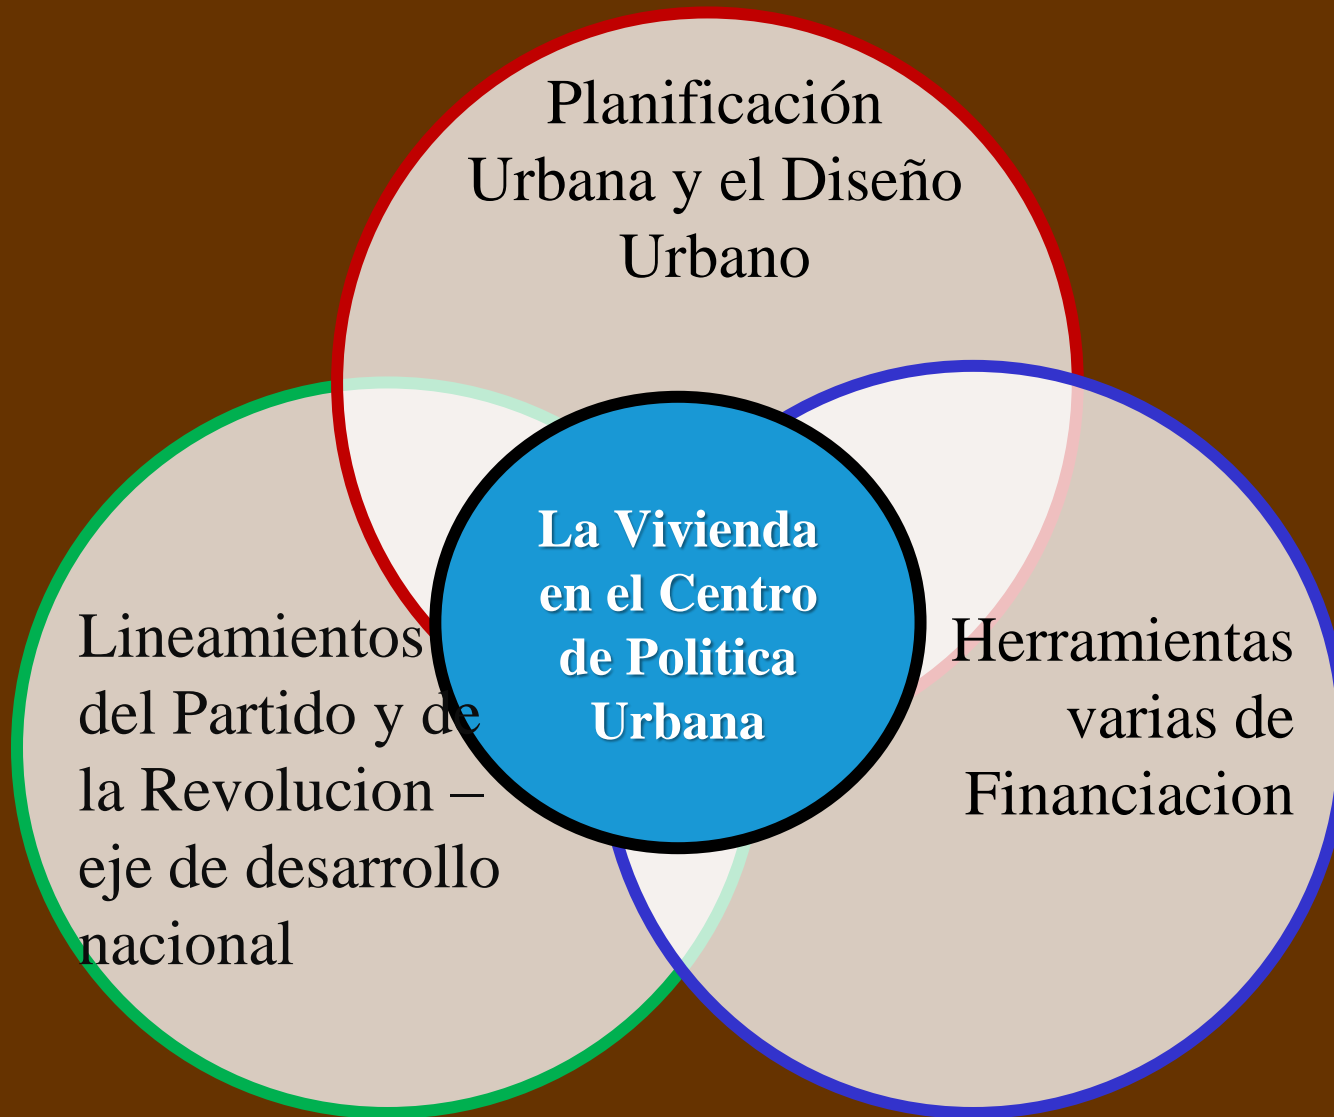 Planificación
Urbana y el Diseño
Urbano
La Vivienda
en el Centro
de Politica
Urbana
Lineamientos
del Partido y de
la Revolucion –
eje de desarrollo
nacional
Herramientas
varias de
Financiacion